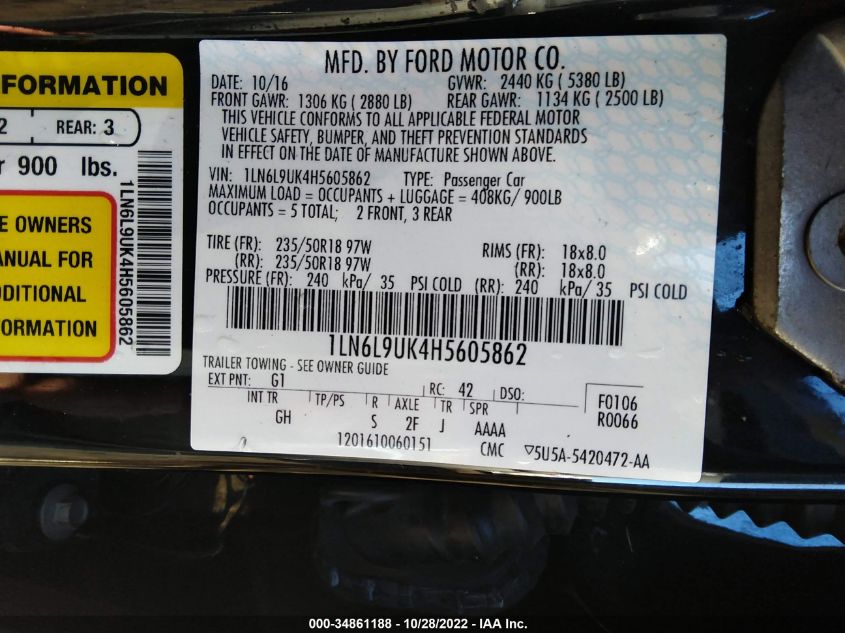 FORMATION
2 REAR: 3
r 900 lbs.
1LN6L9UK4H5605862
E OWNERS
ANUAL FOR
DDITIONAL
FORMATION
MFD. BY FORD MOTOR CO.
DATE: 10/16 GVWR: 2440 KG ( 5380 LB)
FRONT GAWR: 1306 KG ( 2880 LB) REAR GAWR: 1134 KG ( 2500 LB)
THIS VEHICLE CONFORMS TO ALL APPLICABLE FEDERAL MOTOR
VEHICLE SAFETY, BUMPER, AND THEFT PREVENTION STANDARDS
IN EFFECT ON THE DATE OF MANUFACTURE SHOWN ABOVE.
VIN: 1LN6L9UK4H5605862 TYPE: Passenger Car
MAXIMUM LOAD = OCCUPANTS + LUGGAGE = 408KG/ 900LB
OCCUPANTS = 5 TOTAL; 2 FRONT, 3 REAR
TIRE (FR): 235/50R18 97W RIMS (FR): 18x8.0
(RR): 235/50R18 97W (RR): 18x8.0
PRESSURE (FR): 240 kPa/ 35 PSI COLD (RR): 240 kPa/ 35 PSI COLD
1LN6L9UK4H5605862
TRAILER TOWING - SEE OWNER GUIDE
EXT PNT: G1 RC: 42 DSO: F0106
INT TR TP/PS R AXLE TR SPR R0066
GH S 2F J AAAA
1201610060151 CMC ▽5U5A-5420472-AA
000-34861188 - 10/28/2022 - IAA Inc.